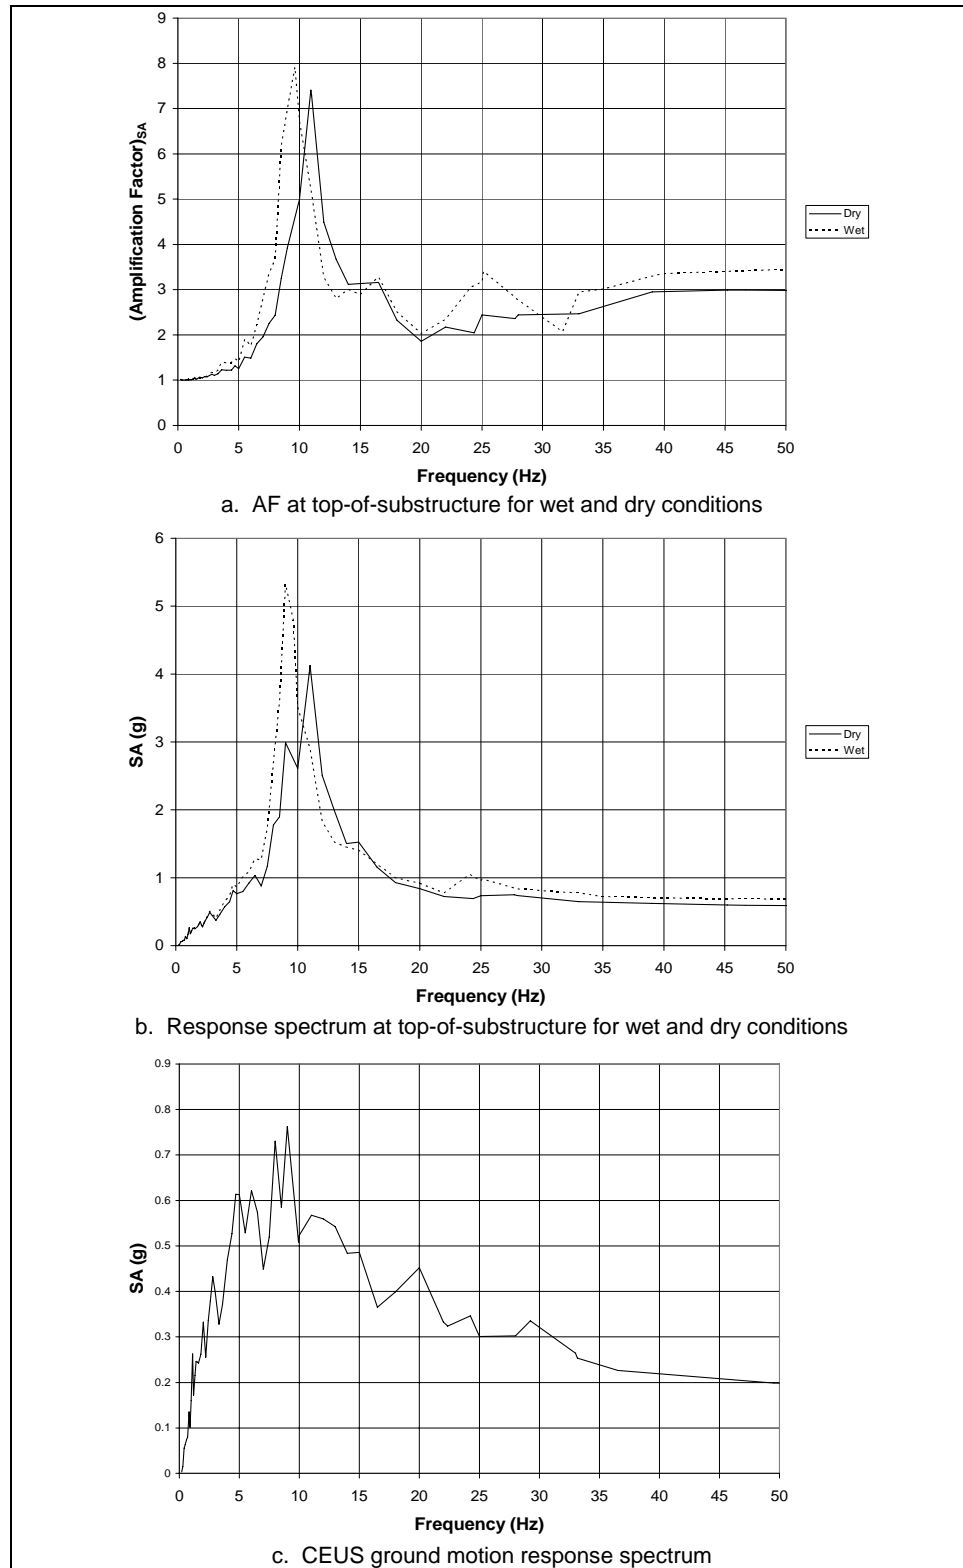 9
8
7
6
5
4
3
2
1
0
(Amplification Factor)SA
0 5 10 15 20 25 30 35 40 45 50
Frequency (Hz)
Dry
Wet
a. AF at top-of-substructure for wet and dry conditions
6
5
4
3
2
1
0
SA (g)
0 5 10 15 20 25 30 35 40 45 50
Frequency (Hz)
Dry
Wet
b. Response spectrum at top-of-substructure for wet and dry conditions
0.9
0.8
0.7
0.6
0.5
0.4
0.3
0.2
0.1
0
SA (g)
0 5 10 15 20 25 30 35 40 45 50
Frequency (Hz)
c. CEUS ground motion response spectrum